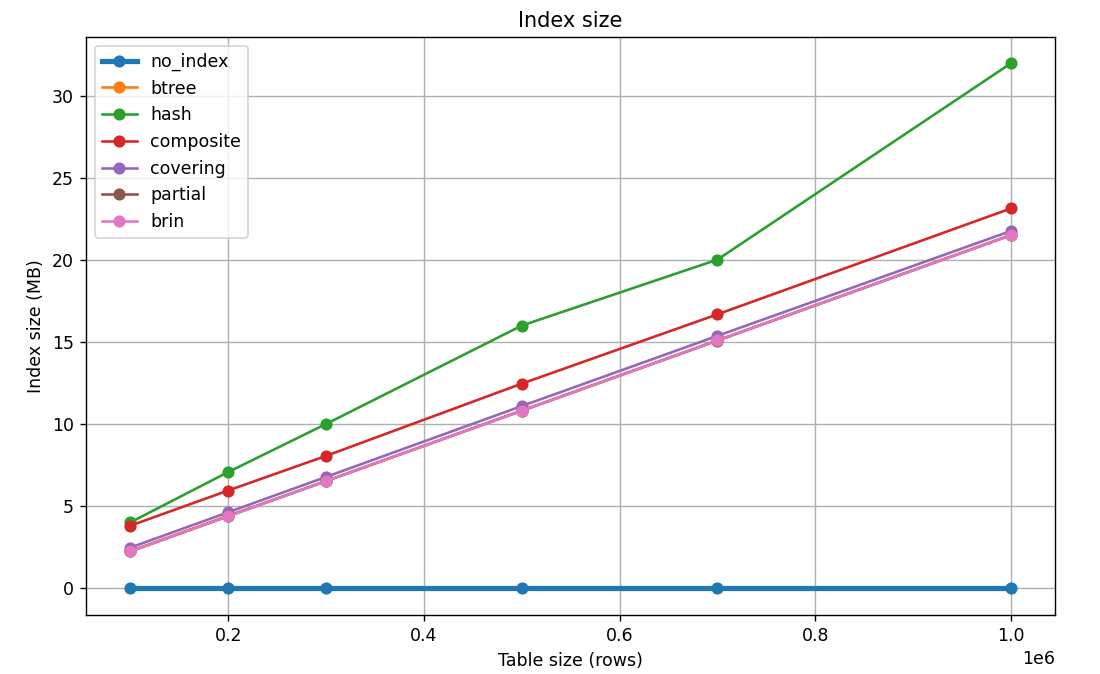 Index size
no_index
btree
hash
composite
covering
partial
brin
Index size (MB)
30
25
20
15
10
5
0
0.2 0.4 0.6 0.8 1.0
1e6
Table size (rows)